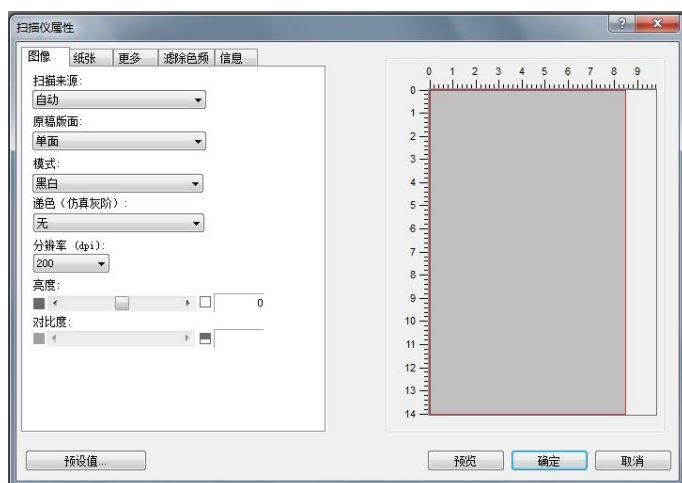 扫描仪属性
图像 纸张 更多 滤除色频 信息
扫描来源:
自动
原稿版面:
单面
模式:
黑白
递色(仿真灰阶):
无
分辨率 (dpi):
200
亮度:
0
对比度:
预设值...
0 1 2 3 4 5 6 7 8 9
0
1
2
3
4
5
6
7
8
9
10
11
12
13
14
预览 确定 取消